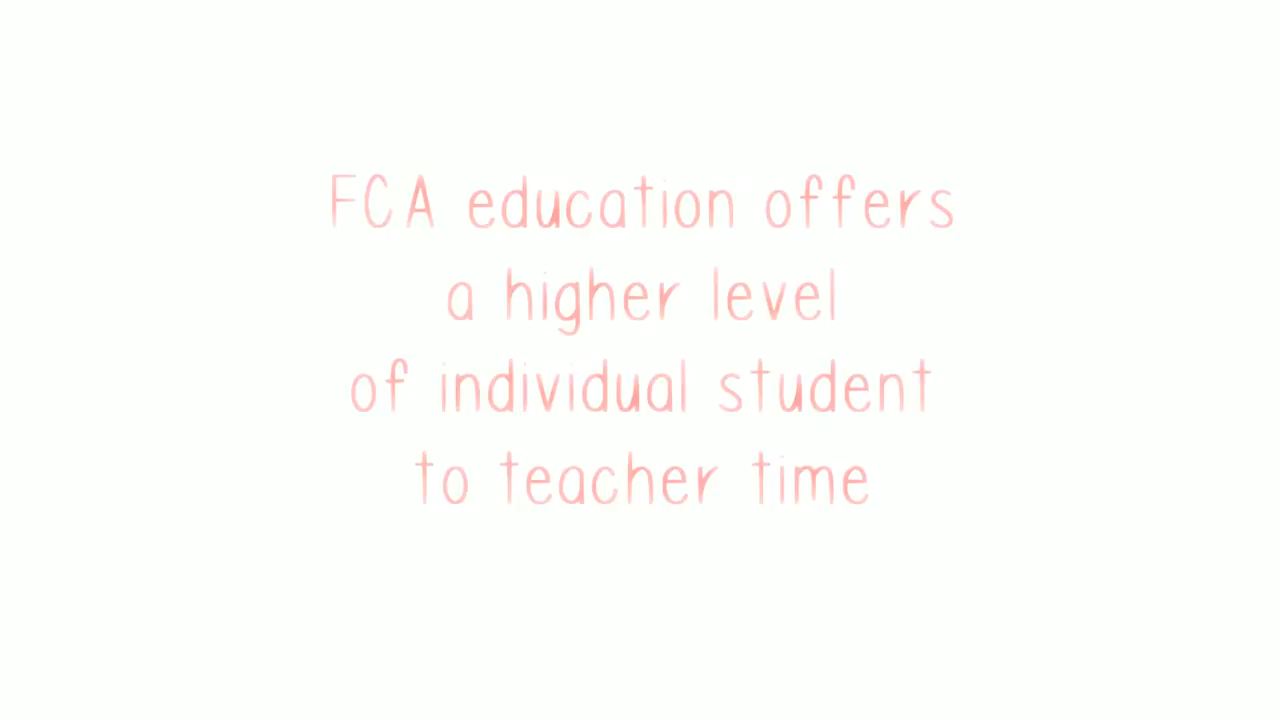 FCA education offers
a higher level
of individual student
to teacher time